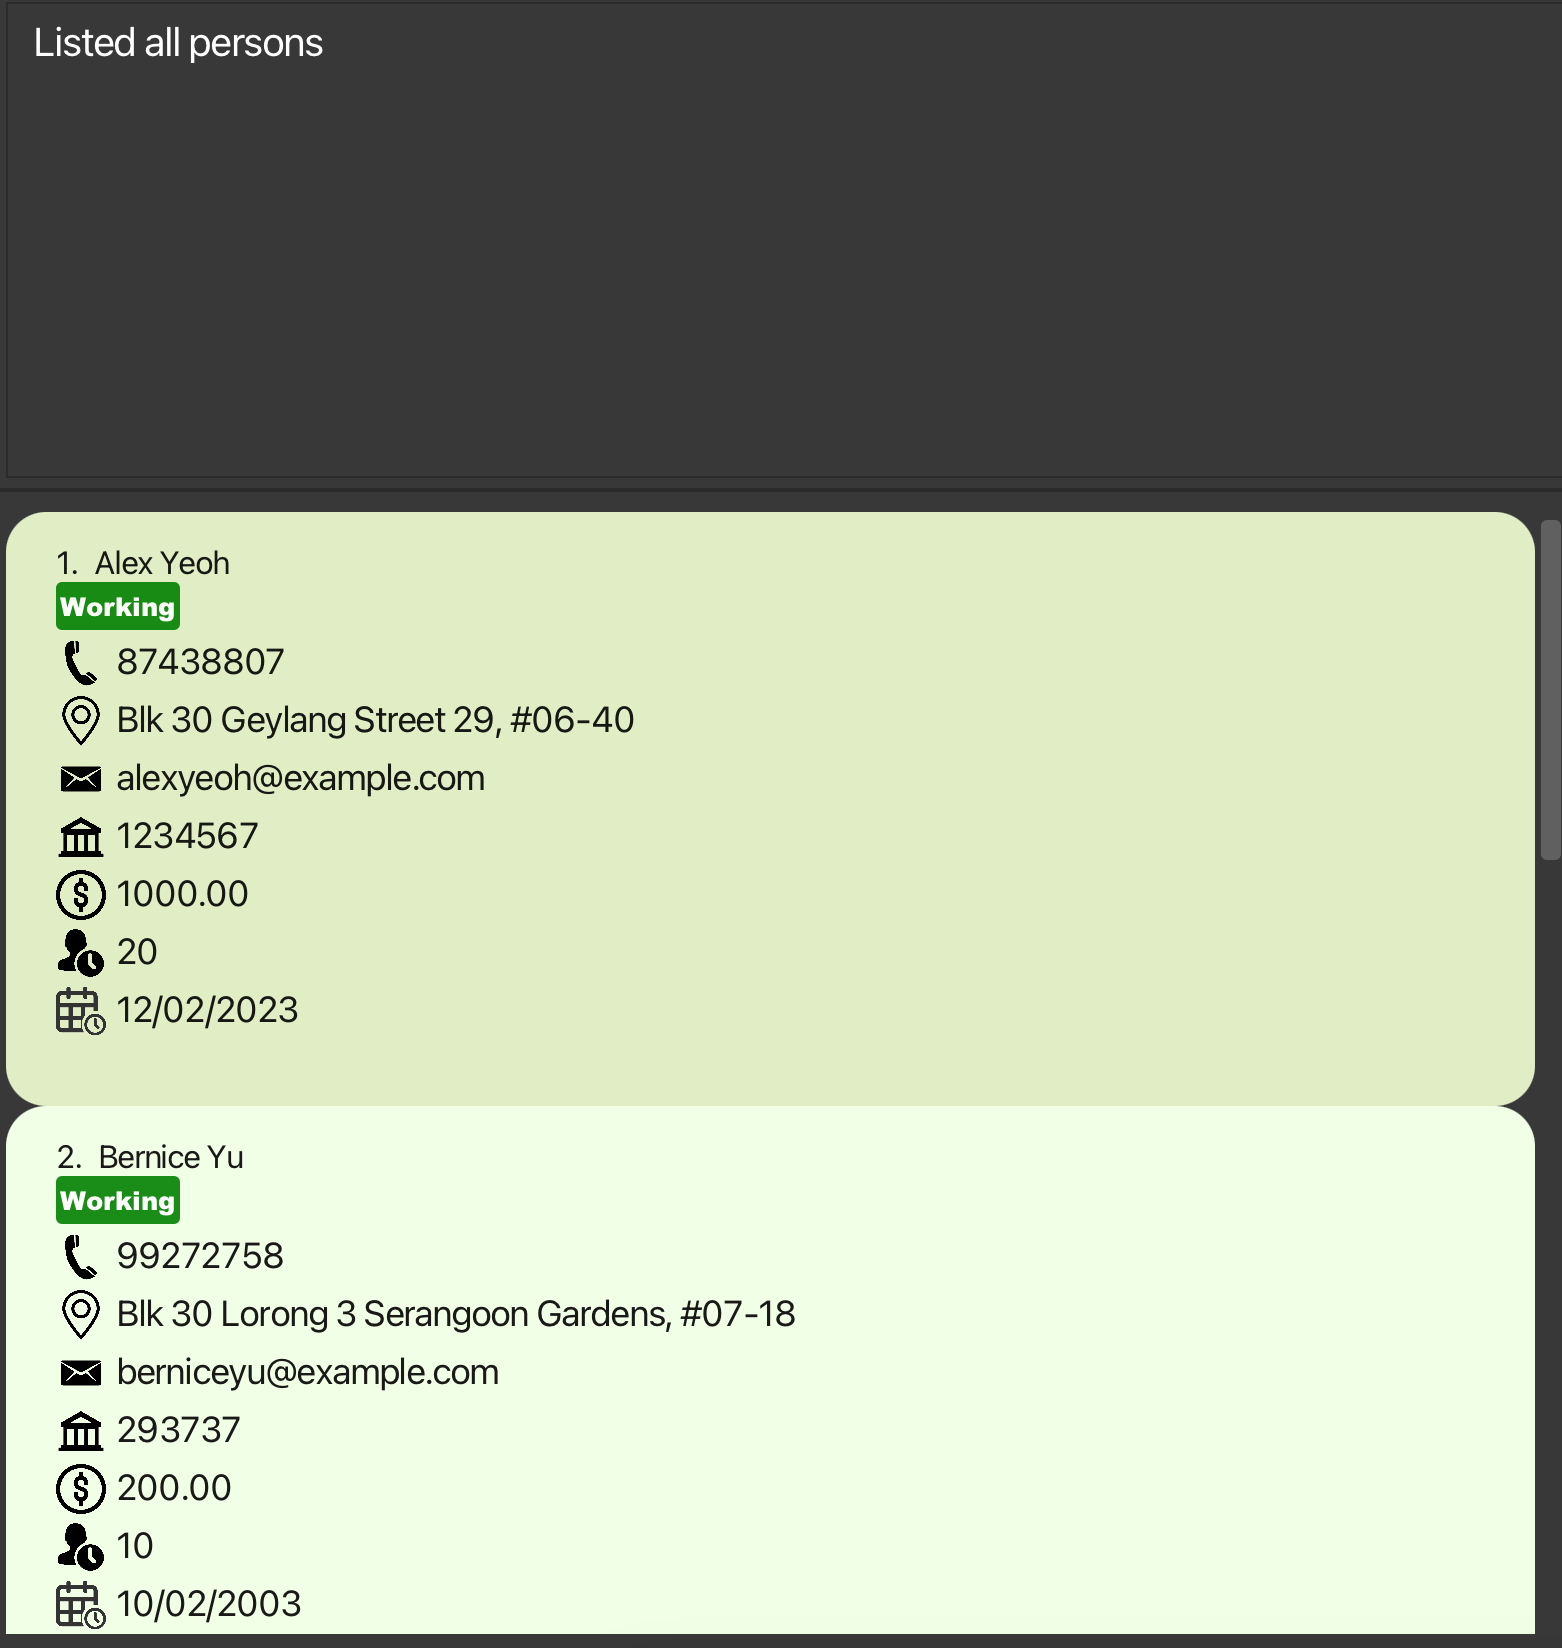 Listed all persons
1. Alex Yeoh
Working
87438807
Blk 30 Geylang Street 29, #06-40
alexyeoh@example.com
1234567
1000.00
20
12/02/2023
2. Bernice Yu
Working
99272758
Blk 30 Lorong 3 Serangoon Gardens, #07-18
berniceyu@example.com
293737
200.00
10
10/02/2003